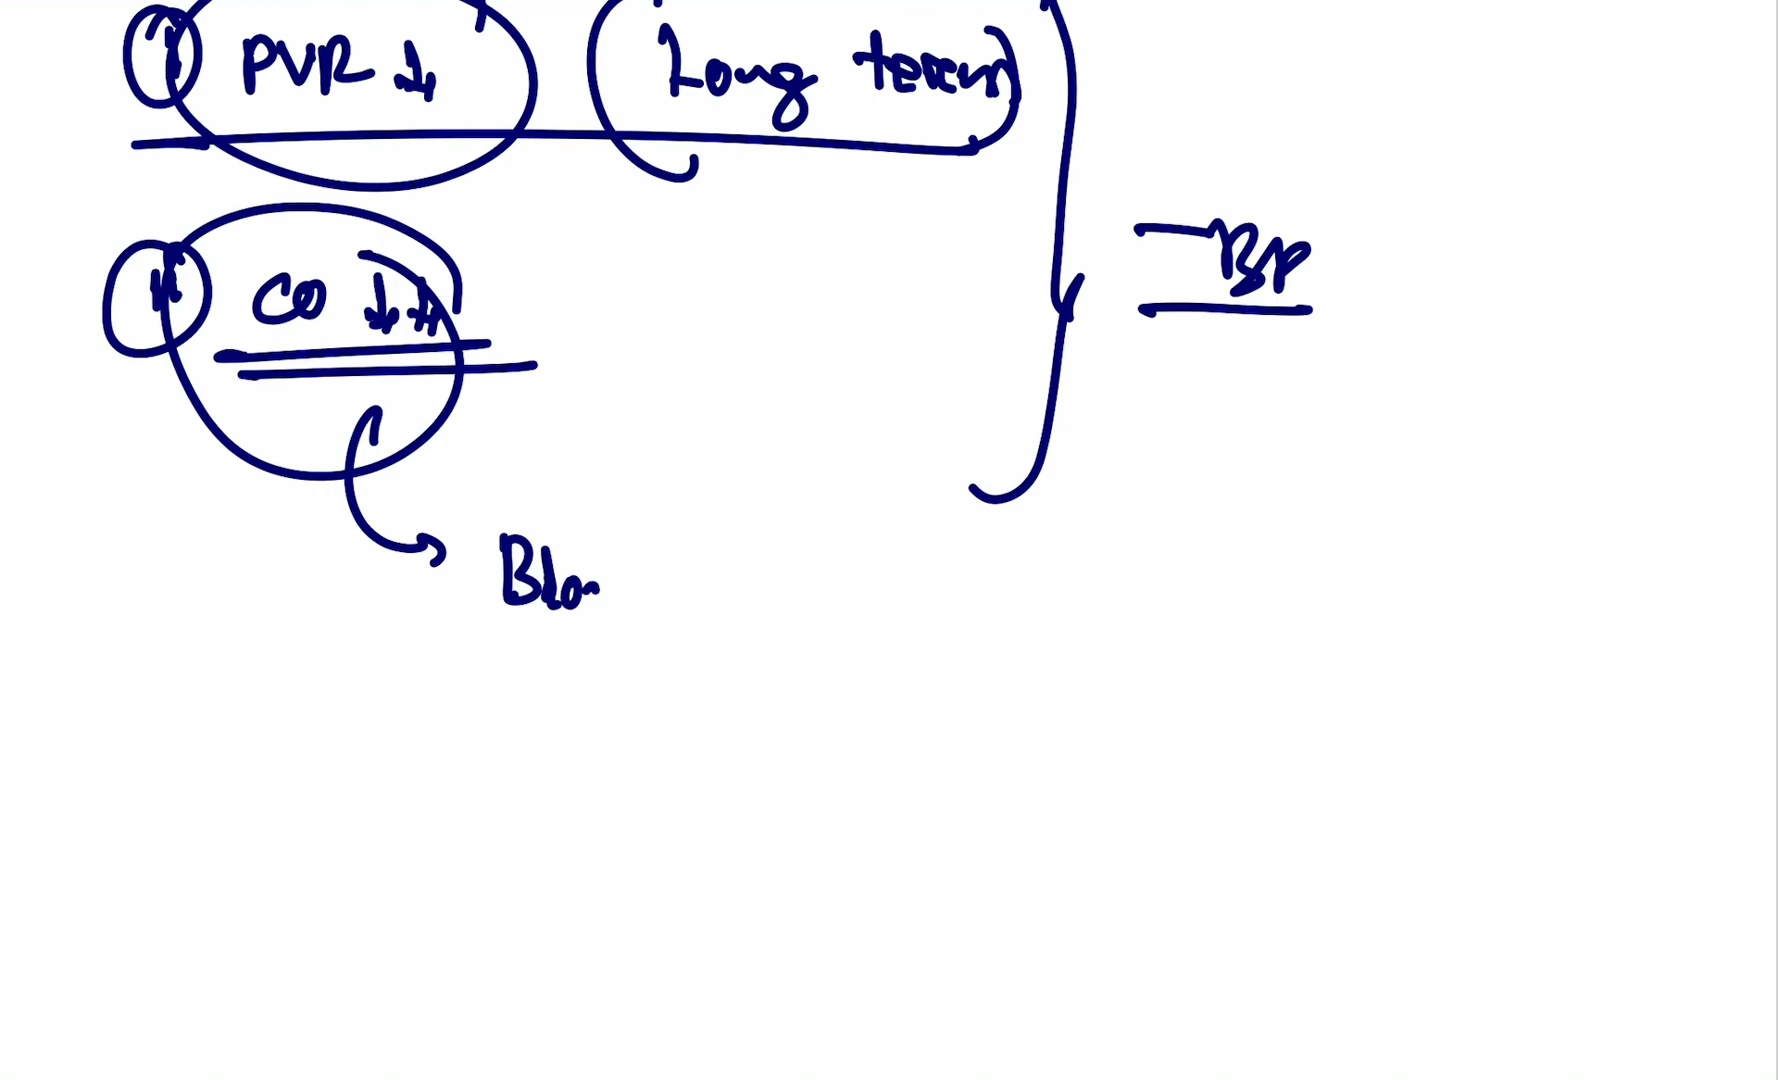 PVR ↓ (Long term)
BP
CO ↓↓
Blo